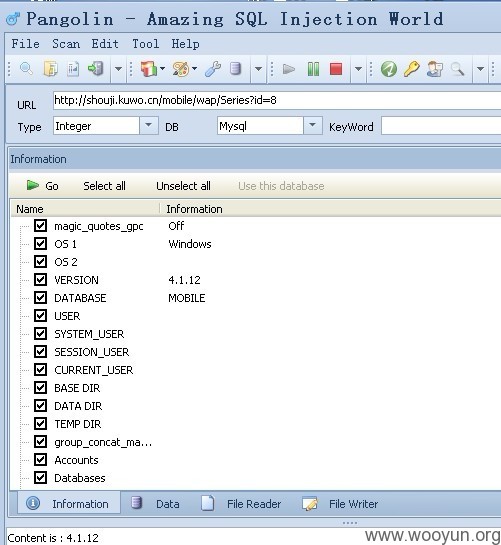 Pangolin - Amazing SQL Injection World
File Scan Edit Tool Help
URL http://shouji.kuwo.cn/mobile/wap/Series?id=8
Type Integer DB Mysql KeyWord
Information
Go Select all Unselect all Use this database
Name Information
magic_quotes_gpc Off
OS 1 Windows
OS 2
VERSION 4.1.12
DATABASE MOBILE
USER
SYSTEM_USER
SESSION_USER
CURRENT_USER
BASE DIR
DATA DIR
TEMP DIR
group_concat_ma...
Accounts
Databases
Information Data File Reader File Writer
Content is : 4.1.12
www.wooyun.org